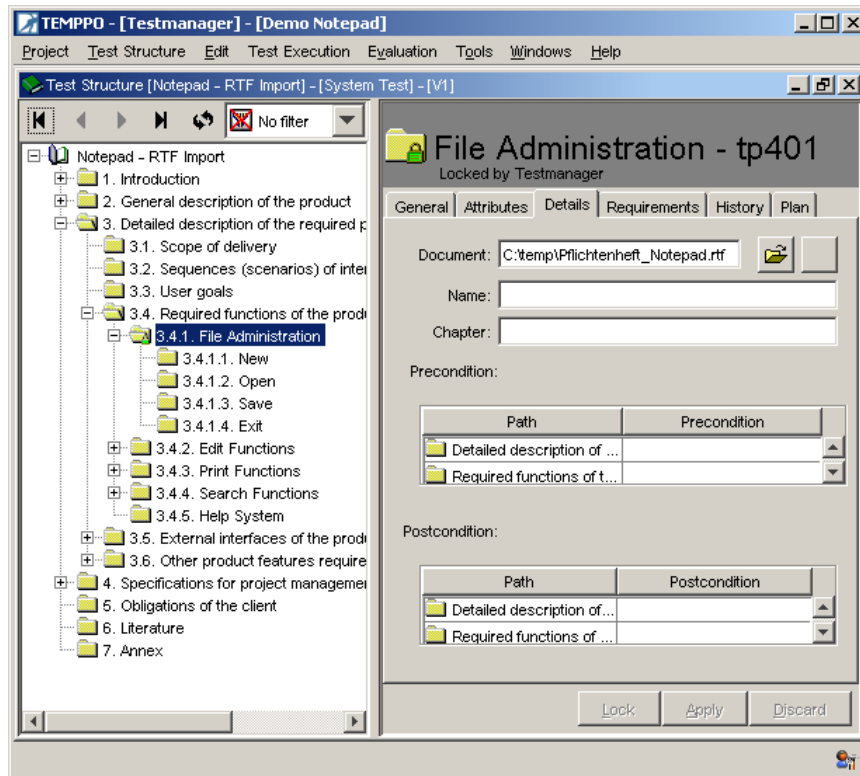 TEMPPO - [Testmanager] - [Demo Notepad]
Project Test Structure Edit Test Execution Evaluation Tools Windows Help
Test Structure [Notepad - RTF Import] - [System Test] - [V1]
No filter
Notepad - RTF Import
1. Introduction
2. General description of the product
3. Detailed description of the required p
3.1. Scope of delivery
3.2. Sequences (scenarios) of inter
3.3. User goals
3.4. Required functions of the produ
3.4.1. File Administration
3.4.1.1. New
3.4.1.2. Open
3.4.1.3. Save
3.4.1.4. Exit
3.4.2. Edit Functions
3.4.3. Print Functions
3.4.4. Search Functions
3.4.5. Help System
3.5. External interfaces of the produ
3.6. Other product features require
4. Specifications for project managemen
5. Obligations of the client
6. Literature
7. Annex
File Administration - tp401
Locked by Testmanager
General Attributes Details Requirements History Plan
Document: C:\temp\Pflichtenheft_Notepad.rtf
Name:
Chapter:
Precondition:
Path Precondition
Detailed description of ...
Required functions of t...
Postcondition:
Path Postcondition
Detailed description of...
Required functions of ...
Lock Apply Discard